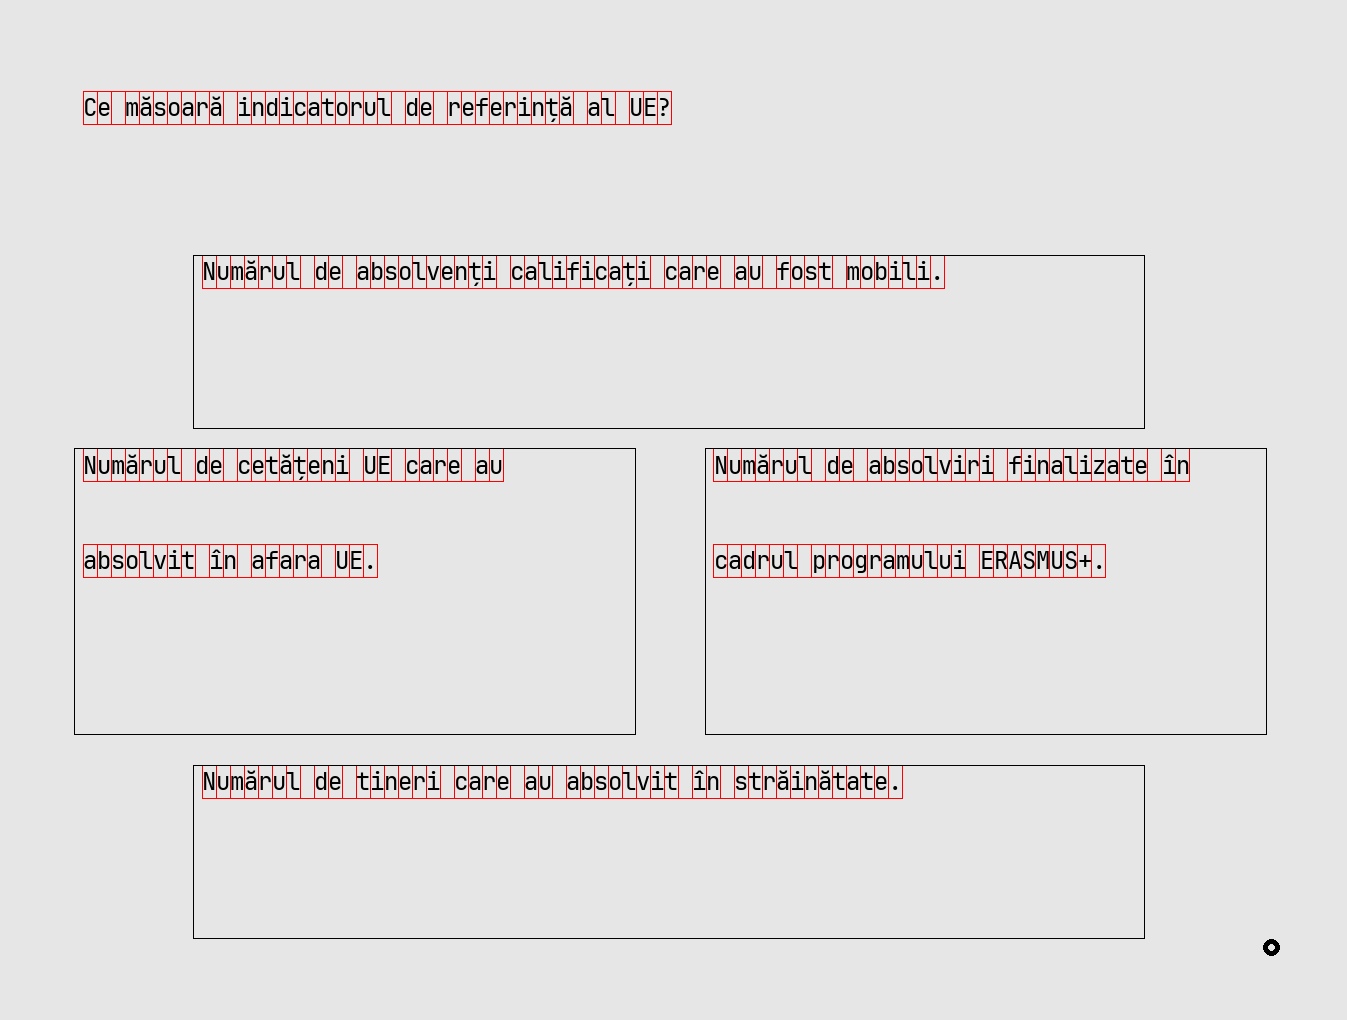 Ce măsoară indicatorul de referință al UE?
Numărul de absolvenți calificați care au fost mobili.
Numărul de cetățeni UE care au
absolvit în afara UE.
Numărul de absolviri finalizate în
cadrul programului ERASMUS+.
Numărul de tineri care au absolvit în străinătate.